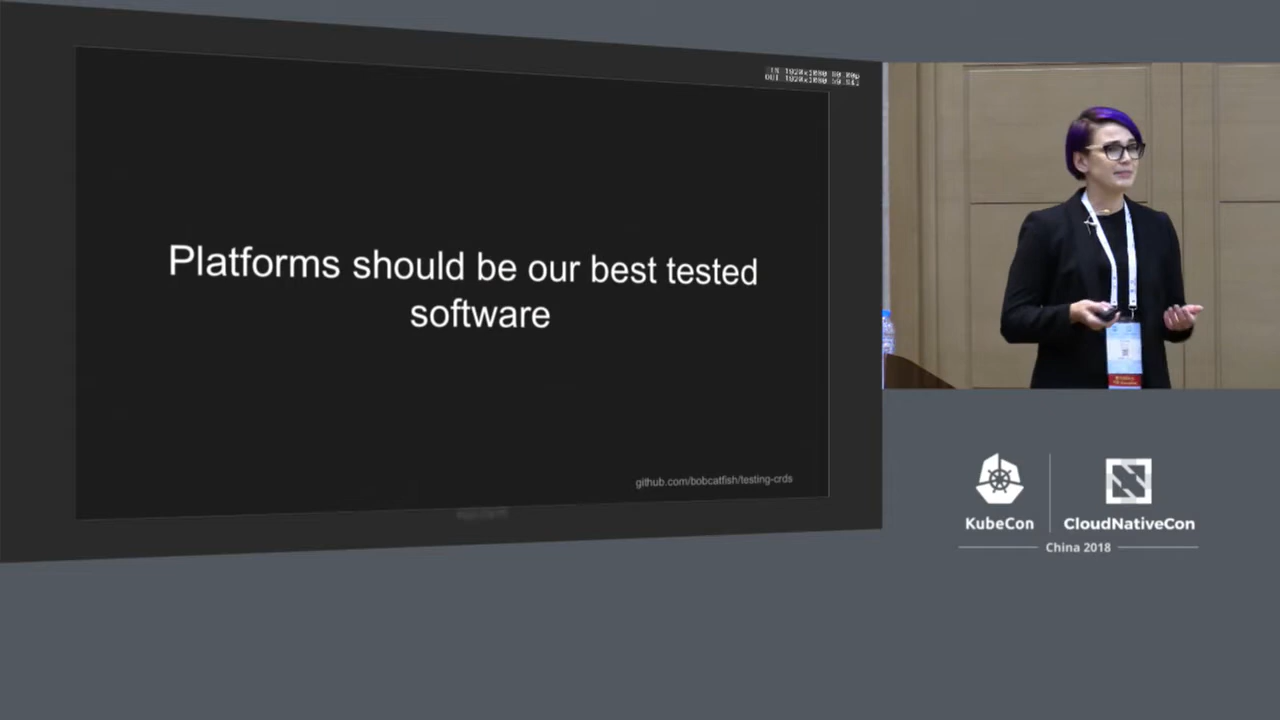 Platforms should be our best tested
software
github.com/bobcatfish/testing-crds
KubeCon
CloudNativeCon
China 2018